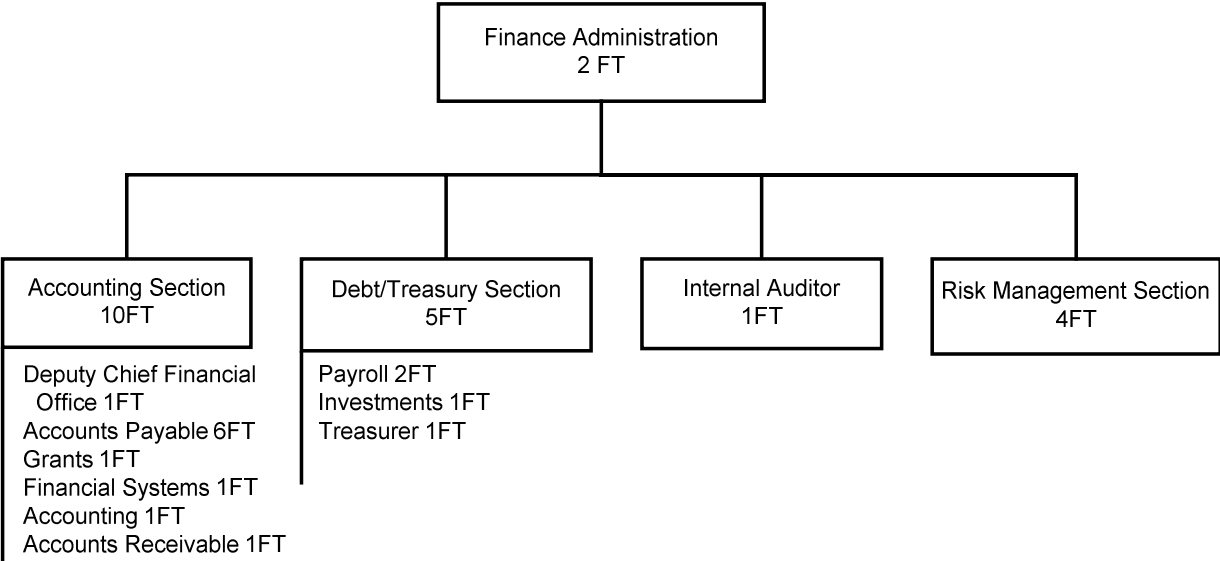 Finance Administration
2 FT
Accounting Section
10FT
Deputy Chief Financial
Office 1FT
Accounts Payable 6FT
Grants 1FT
Financial Systems 1FT
Accounting 1FT
Accounts Receivable 1FT
Debt/Treasury Section
5FT
Payroll 2FT
Investments 1FT
Treasurer 1FT
Internal Auditor
1FT
Risk Management Section
4FT